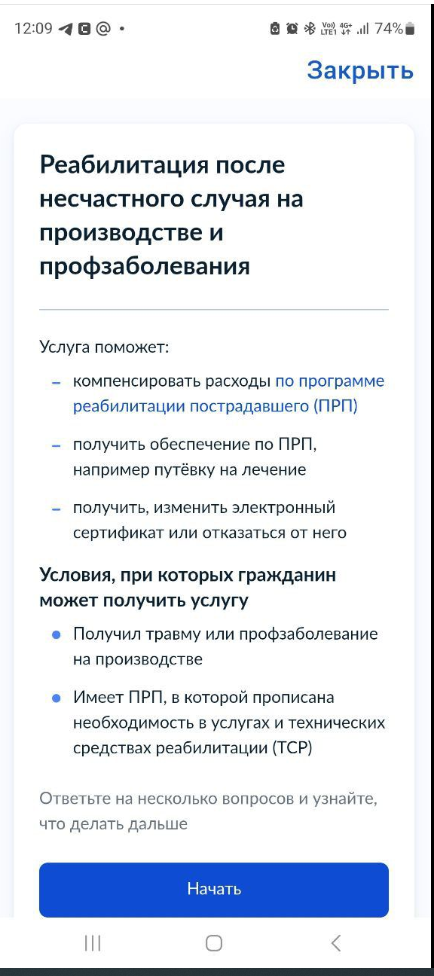 12:09
Vo)) 4G+ 74%
LTE1
Закрыть
Реабилитация после
несчастного случая на
производстве и
профзаболевания
Услуга поможет:
– компенсировать расходы по программе
реабилитации пострадавшего (ПРП)
– получить обеспечение по ПРП,
например путёвку на лечение
– получить, изменить электронный
сертификат или отказаться от него
Условия, при которых гражданин
может получить услугу
• Получил травму или профзаболевание
на производстве
• Имеет ПРП, в которой прописана
необходимость в услугах и технических
средствах реабилитации (ТСР)
Ответьте на несколько вопросов и узнайте,
что делать дальше
Начать